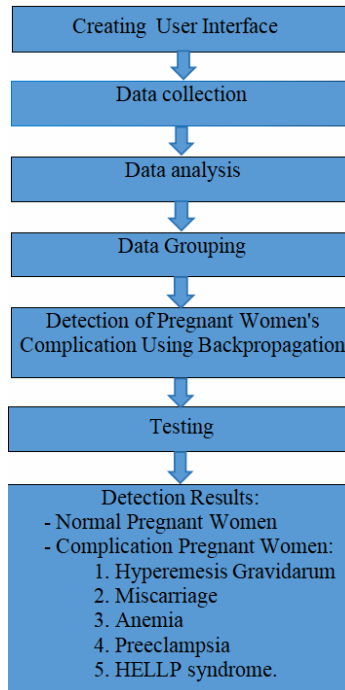 Creating User Interface
Data collection
Data analysis
Data Grouping
Detection of Pregnant Women's
Complication Using Backpropagation
Testing
Detection Results:
- Normal Pregnant Women
- Complication Pregnant Women:
1. Hyperemesis Gravidarum
2. Miscarriage
3. Anemia
4. Preeclampsia
5. HELLP syndrome.